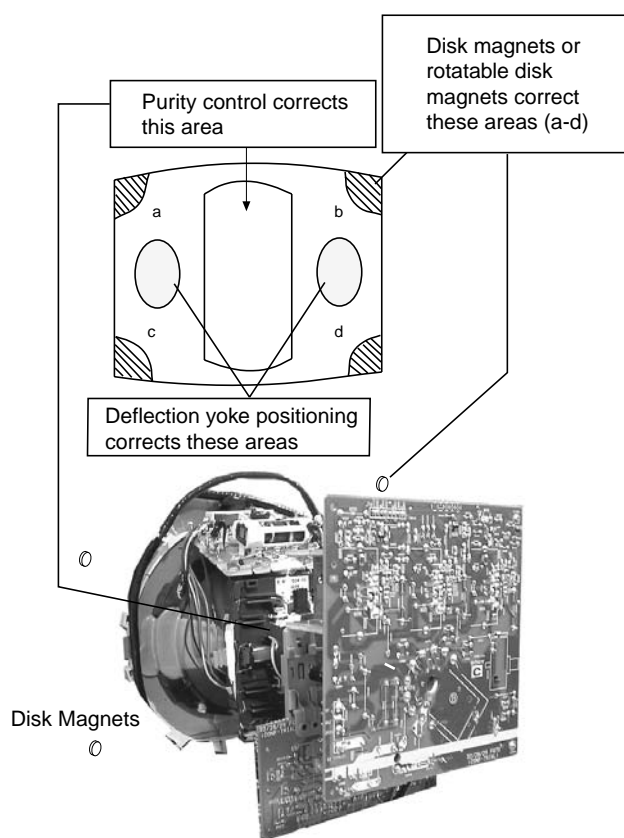 Disk magnets or
rotatable disk
magnets correct
these areas (a-d)
Purity control corrects
this area
a
b
c
d
Deflection yoke positioning
corrects these areas
Disk Magnets
C
B